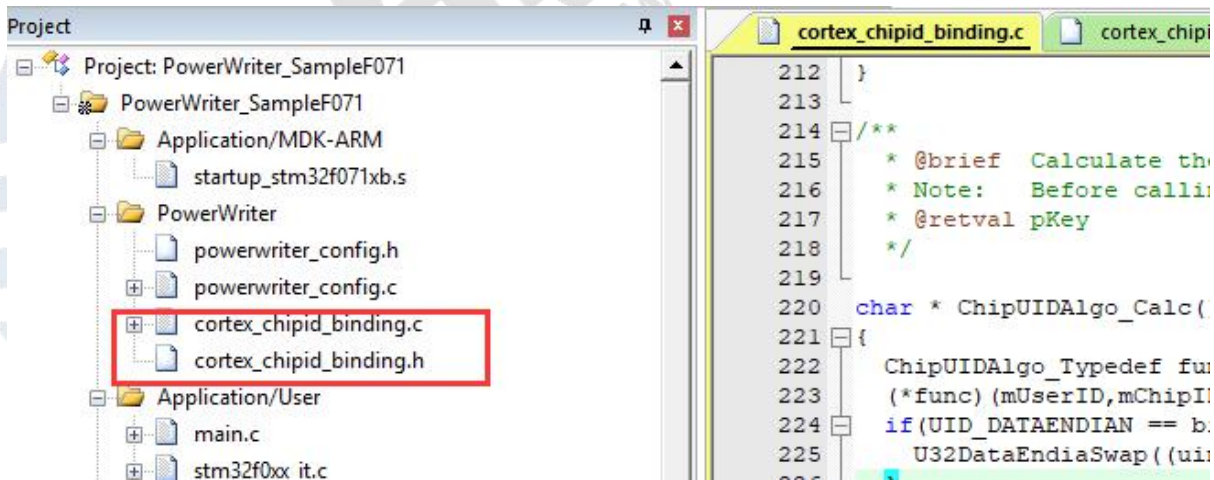 Project
Project: PowerWriter_SampleF071
PowerWriter_SampleF071
Application/MDK-ARM
startup_stm32f071xb.s
PowerWriter
powerwriter_config.h
powerwriter_config.c
cortex_chipid_binding.c
cortex_chipid_binding.h
Application/User
main.c
stm32f0xx_it.c
cortex_chipid_binding.c
cortex_chipi
212 }
213
214 /**
215 * @brief Calculate the
216 * Note: Before callin
217 * @retval pKey
218 */
219
220 char * ChipUIDAlgo_Calc(
221 {
222 ChipUIDAlgo_Typedef fun
223 (*func)(mUserID,mChipI
224 if(UID_DATAENDIAN == b
225 U32DataEndiaSwap((ui